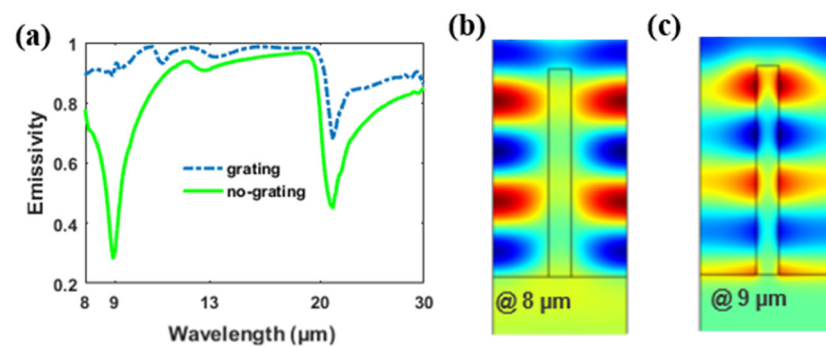 (a)
1
0.8
0.6
0.4
0.2
Emissivity
grating
no-grating
8 9 13 20 30
Wavelength (μm)
(b)
@ 8 μm
(c)
@ 9 μm